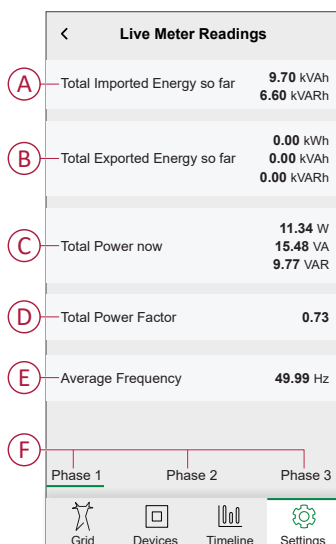 Live Meter Readings
A
Total Imported Energy so far
9.70 kVAh
6.60 kVARh
B
Total Exported Energy so far
0.00 kWh
0.00 kVAh
0.00 kVARh
C
Total Power now
11.34 W
15.48 VA
9.77 VAR
D
Total Power Factor
0.73
E
Average Frequency
49.99 Hz
F
Phase 1 Phase 2 Phase 3
Grid Devices Timeline Settings